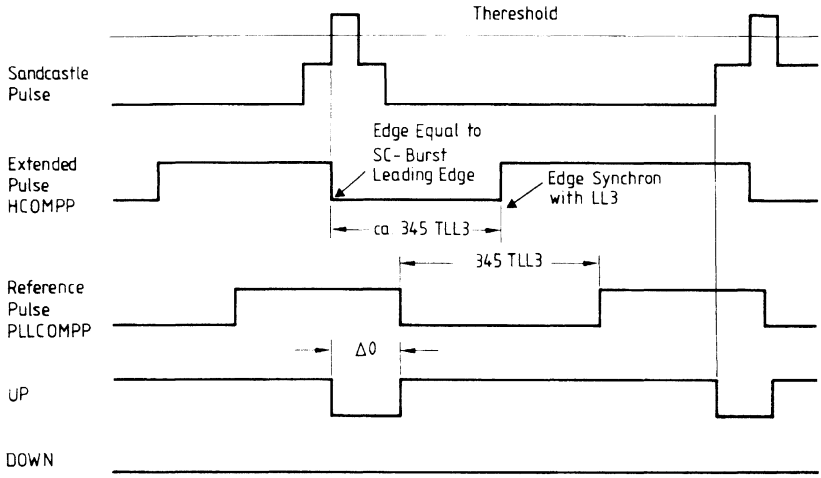 Thereshold
Sandcastle
Pulse
Edge Equal to
SC-Burst
Leading Edge
Extended
Pulse
HCOMPP
Edge Synchron
with LL3
ca. 345 TLL3
345 TLL3
Reference
Pulse
PLLCOMPP
Δ0
UP
DOWN